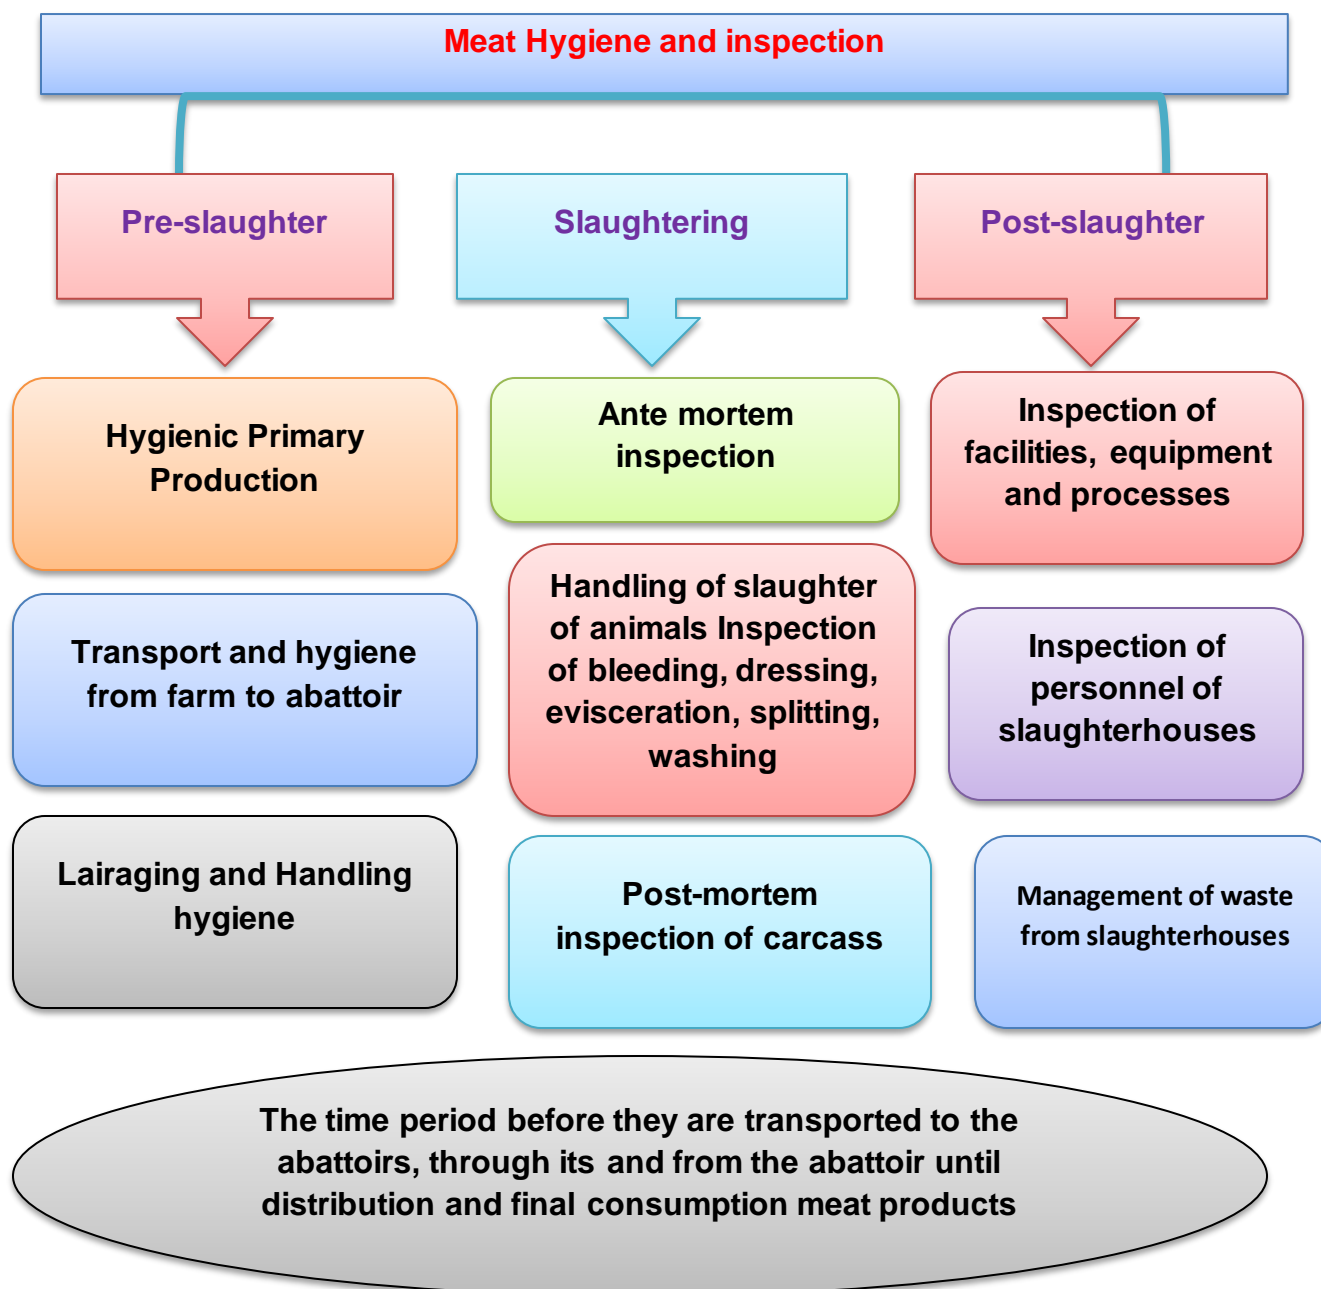 Meat Hygiene and inspection
Pre-slaughter
Slaughtering
Post-slaughter
Hygienic Primary
Production
Transport and hygiene
from farm to abattoir
Lairaging and Handling
hygiene
Ante mortem
inspection
Handling of slaughter
of animals Inspection
of bleeding, dressing,
evisceration, splitting,
washing
Post-mortem
inspection of carcass
Inspection of
facilities, equipment
and processes
Inspection of
personnel of
slaughterhouses
Management of waste
from slaughterhouses
The time period before they are transported to the
abattoirs, through its and from the abattoir until
distribution and final consumption meat products